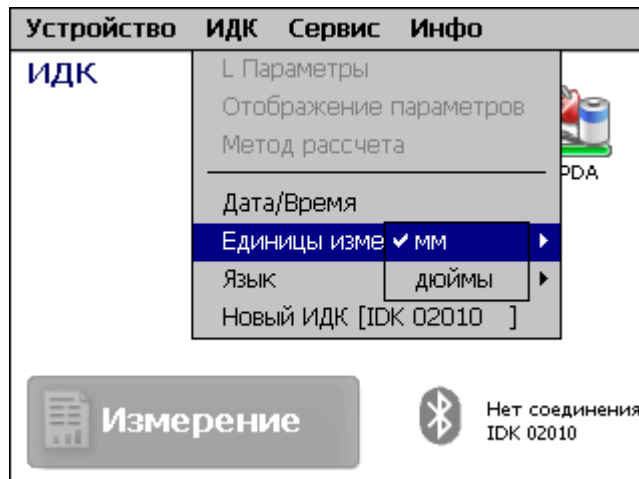 Устройство ИДК Сервис Инфо
ИДК
L Параметры
Отображение параметров
Метод рассчета
PDA
Дата/Время
Единицы изме мм
Язык дюймы
Новый ИДК [IDK 02010 ]
Измерение
Нет соединения
IDK 02010